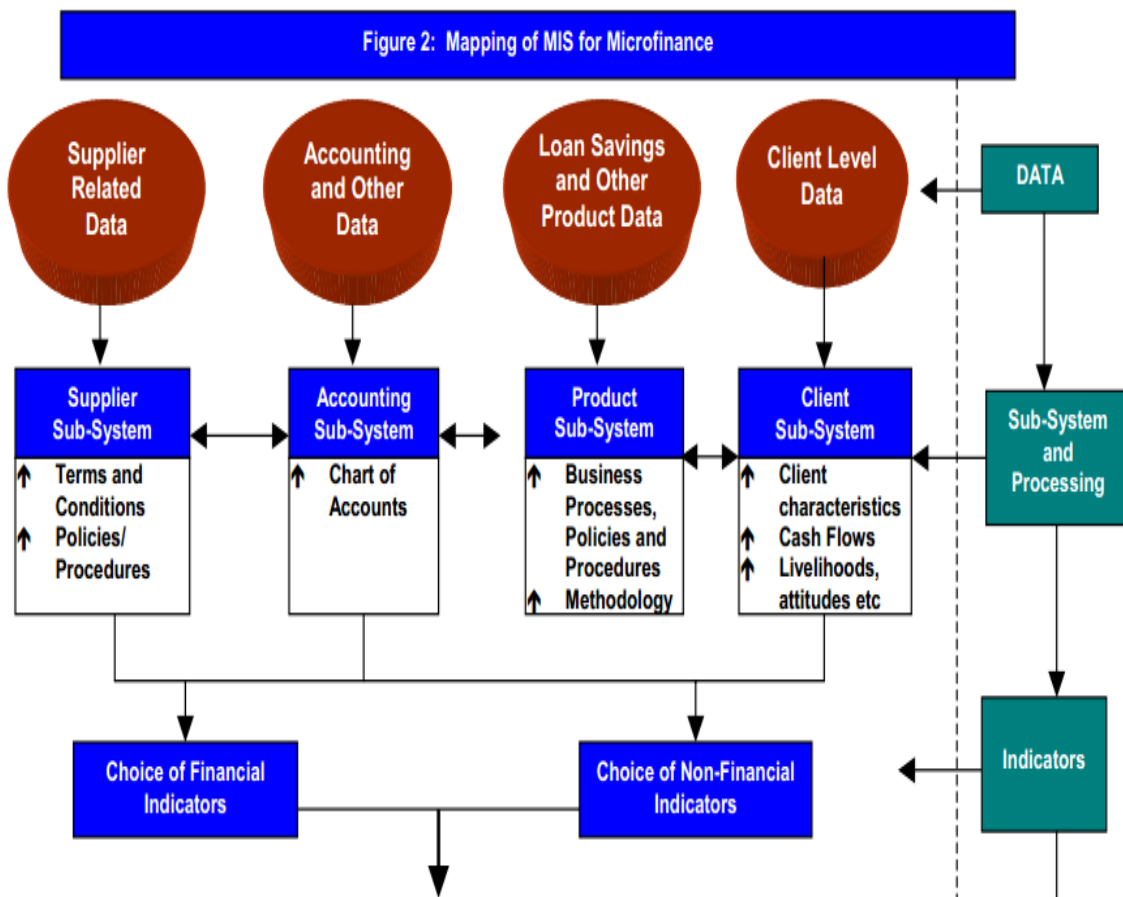 Figure 2: Mapping of MIS for Microfinance
Supplier
Related
Data
Accounting
and Other
Data
Loan Savings
and Other
Product Data
Client Level
Data
DATA
Supplier
Sub-System
Terms and
Conditions
Policies/
Procedures
Accounting
Sub-System
Chart of
Accounts
Product
Sub-System
Business
Processes,
Policies and
Procedures
Methodology
Client
Sub-System
Client
characteristics
Cash Flows
Livelihoods,
attitudes etc
Sub-System
and
Processing
Choice of Financial
Indicators
Choice of Non-Financial
Indicators
Indicators